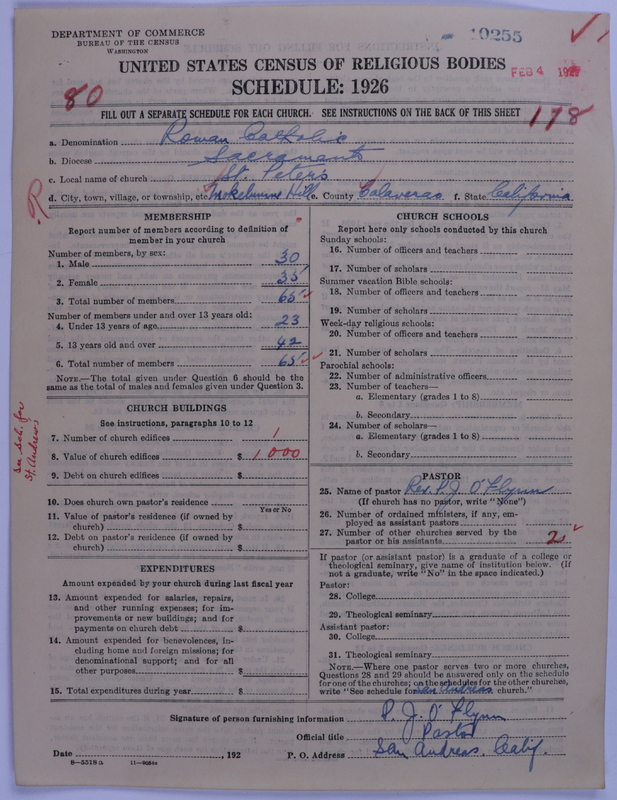 DEPARTMENT OF COMMERCE
BUREAU OF THE CENSUS
WASHINGTON
19255
UNITED STATES CENSUS OF RELIGIOUS BODIES
FEB 4 1927
SCHEDULE: 1926
80
FILL OUT A SEPARATE SCHEDULE FOR EACH CHURCH. SEE INSTRUCTIONS ON THE BACK OF THIS SHEET
178
a. Denomination Roman Catholic
b. Diocese Sacramento
c. Local name of church St. Peters
d. City, town, village, or township, etc. Mokelumne Hill e. County Calaveras f. State California
R
MEMBERSHIP
Report number of members according to definition of
member in your church
Number of members, by sex:
1. Male 30
2. Female 35
3. Total number of members 65
Number of members under and over 13 years old:
4. Under 13 years of age 23
5. 13 years old and over 42
6. Total number of members 65
NOTE.—The total given under Question 6 should be the
same as the total of males and females given under Question 3.
CHURCH BUILDINGS
See instructions, paragraphs 10 to 12
7. Number of church edifices 1
8. Value of church edifices $ 1000
9. Debt on church edifices $
see sch. for
St. Andrews
10. Does church own pastor's residence
Yes or No
11. Value of pastor's residence (if owned by
church) $
12. Debt on pastor's residence (if owned by
church) $
EXPENDITURES
Amount expended by your church during last fiscal year
13. Amount expended for salaries, repairs,
and other running expenses; for im-
provements or new buildings; and for
payments on church debt $
14. Amount expended for benevolences, in-
cluding home and foreign missions; for
denominational support; and for all
other purposes $
15. Total expenditures during year $
CHURCH SCHOOLS
Report here only schools conducted by this church
Sunday schools:
16. Number of officers and teachers
17. Number of scholars
Summer vacation Bible schools:
18. Number of officers and teachers
19. Number of scholars
Week-day religious schools:
20. Number of officers and teachers
21. Number of scholars
Parochial schools:
22. Number of administrative officers
23. Number of teachers—
a. Elementary (grades 1 to 8)
b. Secondary
24. Number of scholars—
a. Elementary (grades 1 to 8)
b. Secondary
PASTOR
25. Name of pastor Rev. P. J. O'Flynn
(If church has no pastor, write "None")
26. Number of ordained ministers, if any, em-
ployed as assistant pastors
27. Number of other churches served by the
pastor or his assistants 2
If pastor (or assistant pastor) is a graduate of a college or
theological seminary, give name of institution below. (If
not a graduate, write "No" in the space indicated.)
Pastor:
28. College
29. Theological seminary
Assistant pastor:
30. College
31. Theological seminary
NOTE.—Where one pastor serves two or more churches,
Questions 28 and 29 should be answered only on the schedule
for one of the churches; on the schedules for the other churches,
write "See schedule for San Andreas church."
Signature of person furnishing information P. J. O'Flynn
Official title Pastor
Date , 192 P. O. Address San Andreas. Calif.
8-5518a 11-9564a